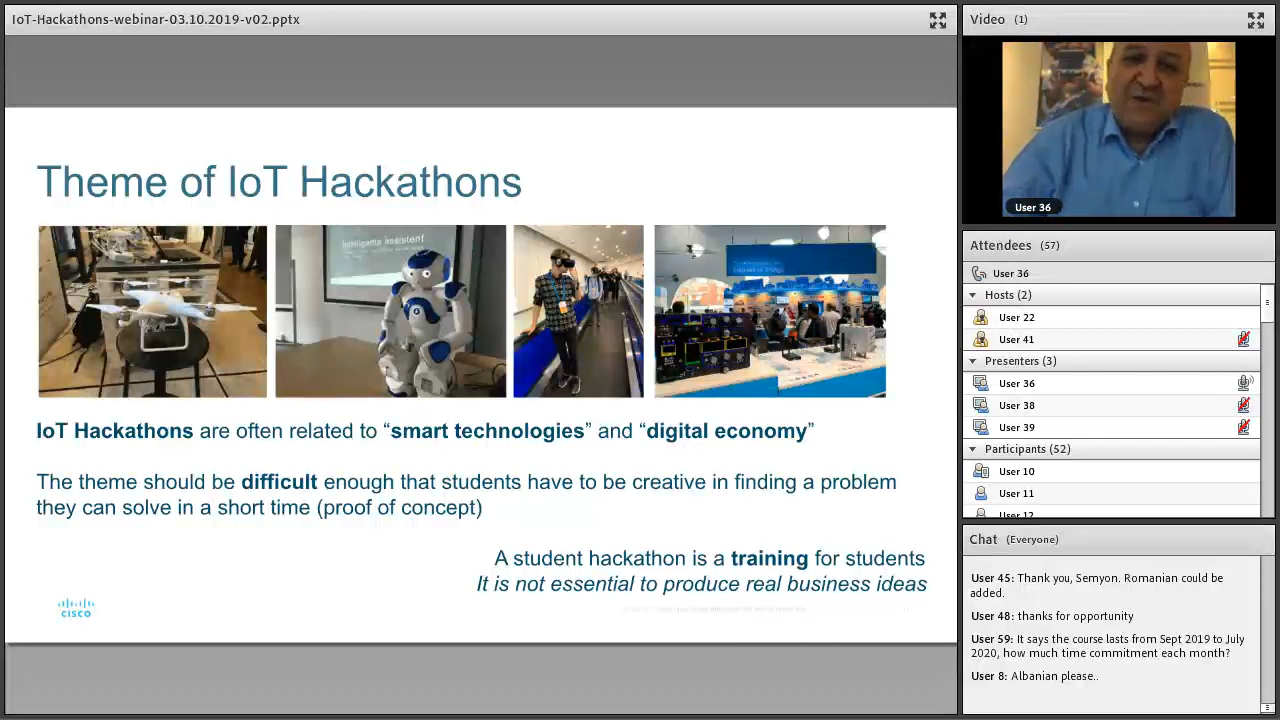 IoT-Hackathons-webinar-03.10.2019-v02.pptx
Theme of IoT Hackathons
Intelligente assistent
IoT Hackathons are often related to “smart technologies” and “digital economy”
The theme should be difficult enough that students have to be creative in finding a problem
they can solve in a short time (proof of concept)
A student hackathon is a training for students
It is not essential to produce real business ideas
CISCO
Video (1)
User 36
Attendees (57)
User 36
Hosts (2)
User 22
User 41
Presenters (3)
User 36
User 38
User 39
Participants (52)
User 10
User 11
User 12
Chat (Everyone)
User 45: Thank you, Semyon. Romanian could be
added.
User 48: thanks for opportunity
User 59: It says the course lasts from Sept 2019 to July
2020, how much time commitment each month?
User 8: Albanian please..